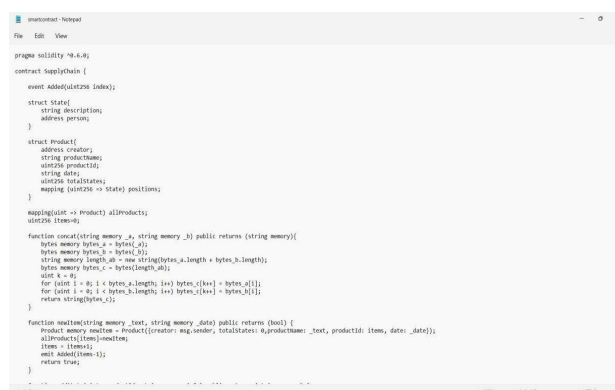 smartcontract - Notepad
File Edit View
pragma solidity ^0.6.0;
contract SupplyChain {
event Added(uint256 index);
struct State{
string description;
address person;
}
struct Product{
address creator;
string productName;
uint256 productId;
string date;
uint256 totalStates;
mapping (uint256 => State) positions;
}
mapping(uint => Product) allProducts;
uint256 items=0;
function concat(string memory _a, string memory _b) public returns (string memory){
bytes memory bytes_a = bytes(_a);
bytes memory bytes_b = bytes(_b);
string memory length_ab = new string(bytes_a.length + bytes_b.length);
bytes memory bytes_c = bytes(length_ab);
uint k = 0;
for (uint i = 0; i < bytes_a.length; i++) bytes_c[k++] = bytes_a[i];
for (uint i = 0; i < bytes_b.length; i++) bytes_c[k++] = bytes_b[i];
return string(bytes_c);
}
function newItem(string memory _text, string memory _date) public returns (bool) {
Product memory newItem = Product({creator: msg.sender, totalStates: 0,productName: _text, productId: items, date: _date});
allProducts[items]=newItem;
items = items+1;
emit Added(items-1);
return true;
}